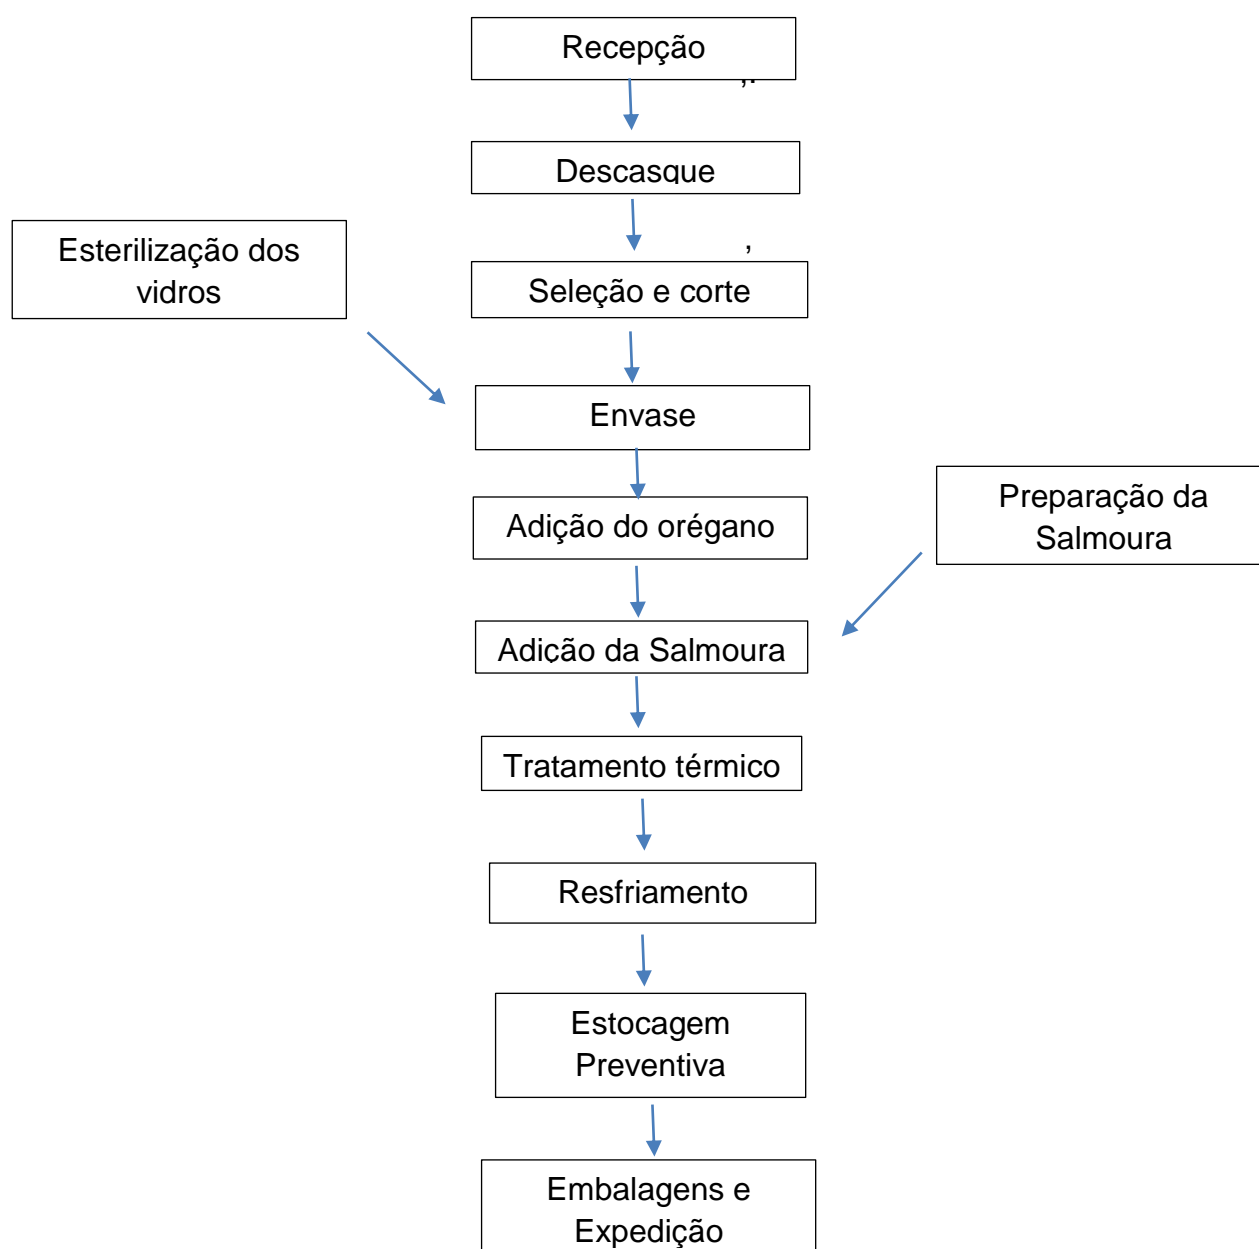 Recepção
,.
Descasque
,
Esterilização dos
vidros
Seleção e corte
Envase
Adição do orégano
Preparação da
Salmoura
Adição da Salmoura
Tratamento térmico
Resfriamento
Estocagem
Preventiva
Embalagens e
Expedição